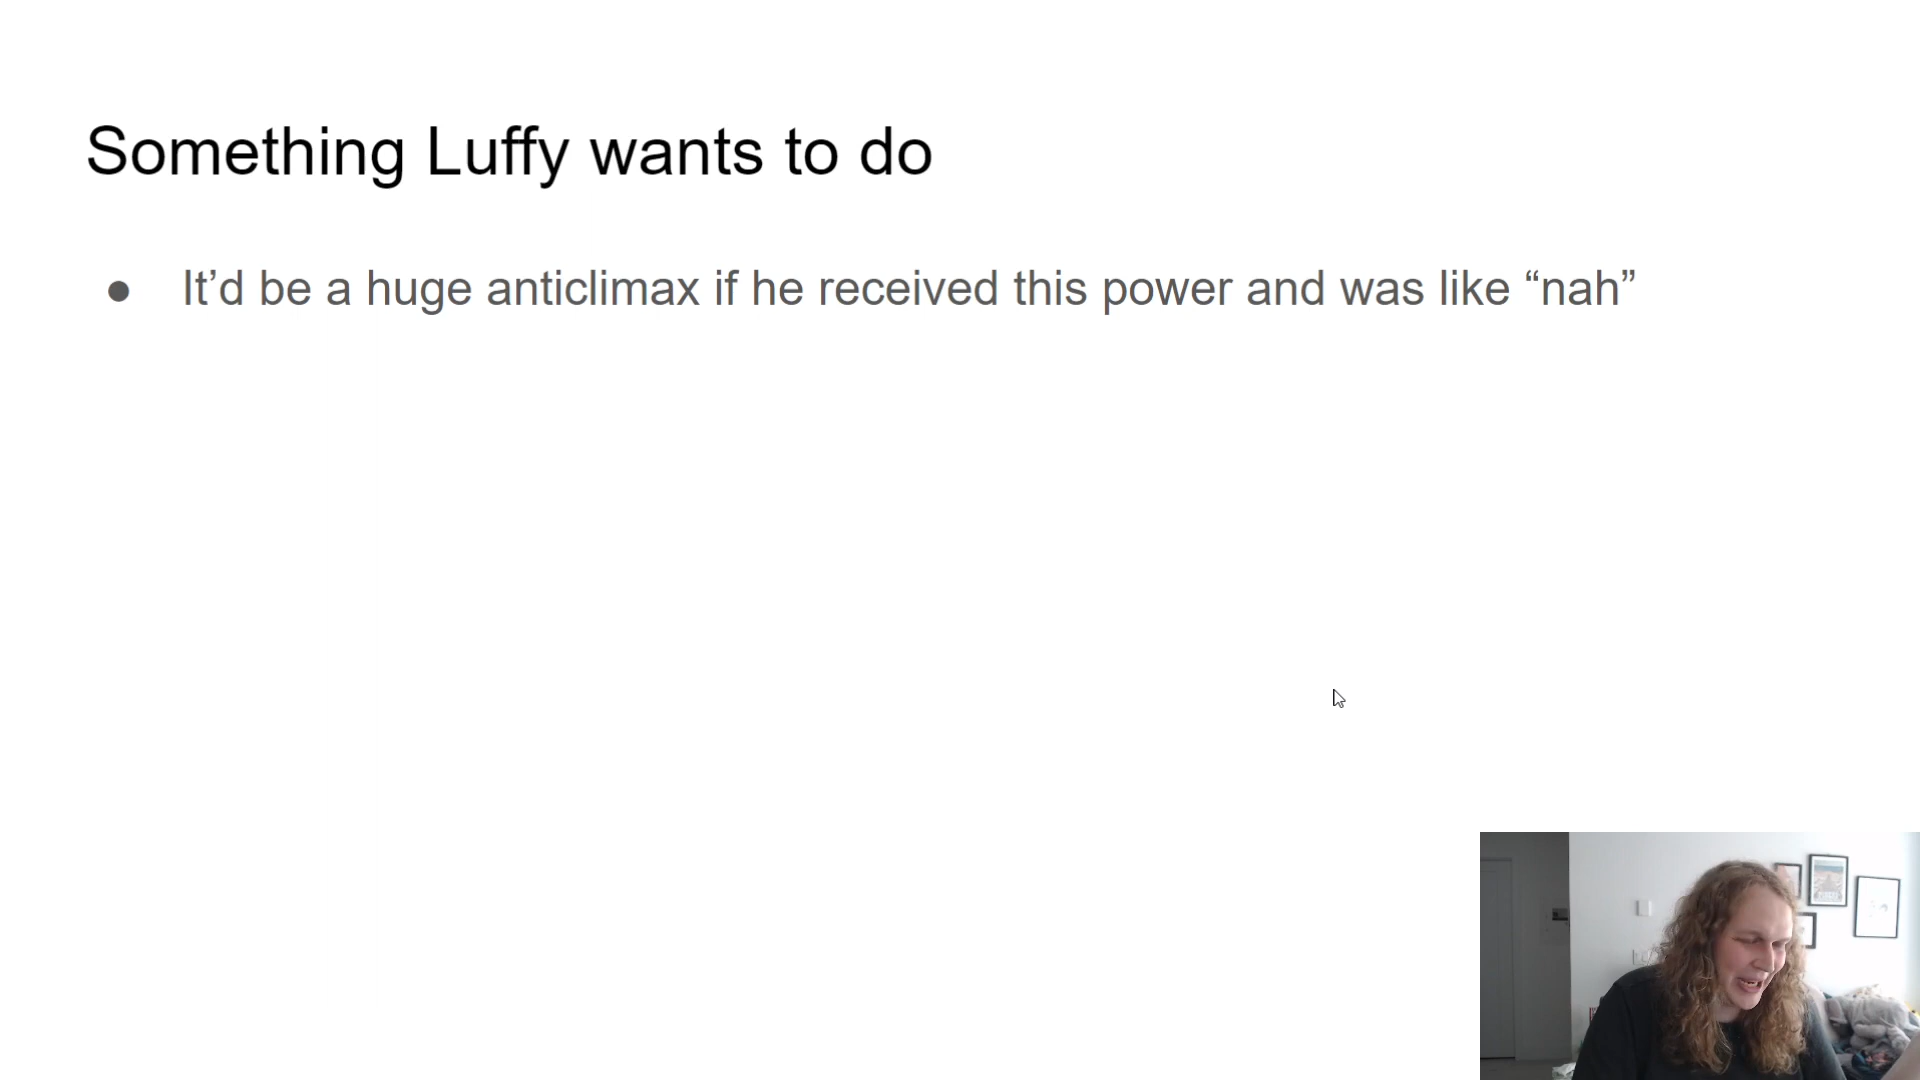 Something Luffy wants to do
● It’d be a huge anticlimax if he received this power and was like “nah”